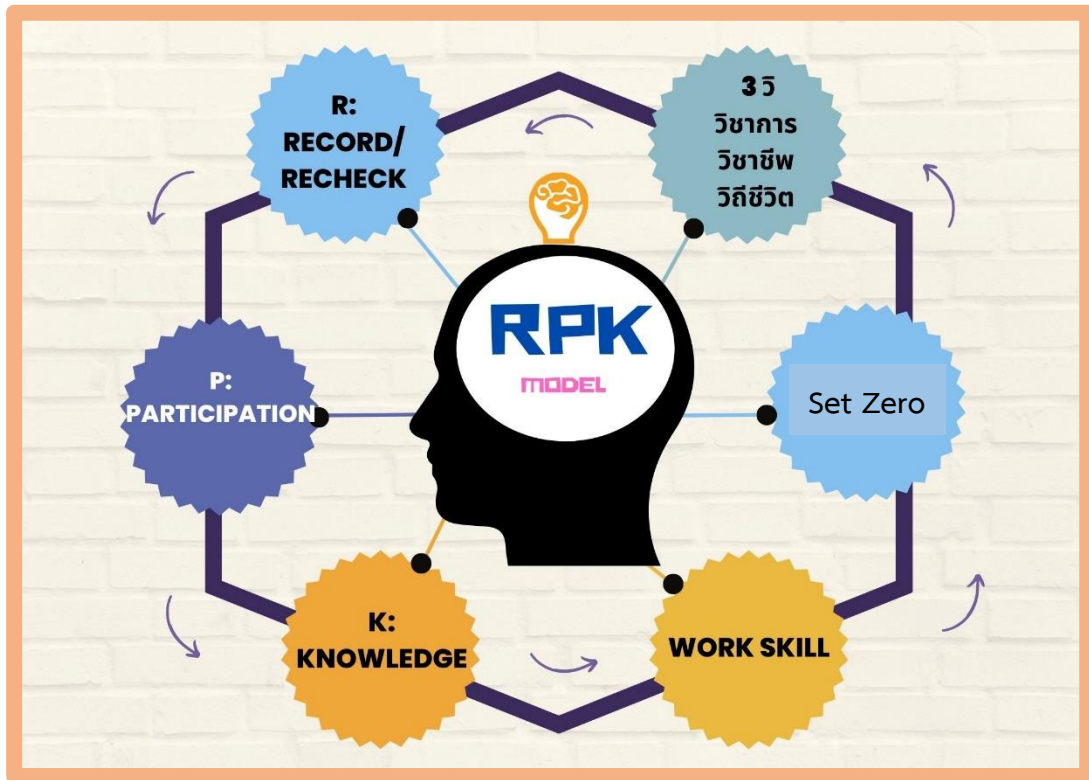 R:
RECORD/
RECHECK
3 วิ
วิชาการ
วิชาชีพ
วิถีชีวิต
RPK
MODEL
P:
PARTICIPATION
Set Zero
K:
KNOWLEDGE
WORK SKILL